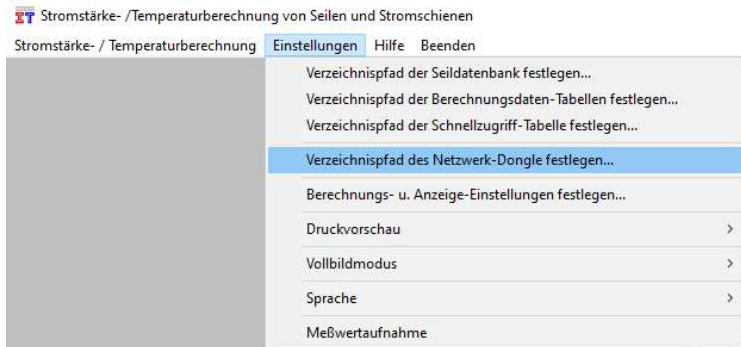 IT Stromstärke- /Temperaturberechnung von Seilen und Stromschienen
Stromstärke- / Temperaturberechnung Einstellungen Hilfe Beenden
Verzeichnispfad der Seildatenbank festlegen...
Verzeichnispfad der Berechnungsdaten-Tabellen festlegen...
Verzeichnispfad der Schnellzugriff-Tabelle festlegen...
Verzeichnispfad des Netzwerk-Dongle festlegen...
Berechnungs- u. Anzeige-Einstellungen festlegen...
Druckvorschau
Vollbildmodus
Sprache
Meßwertaufnahme